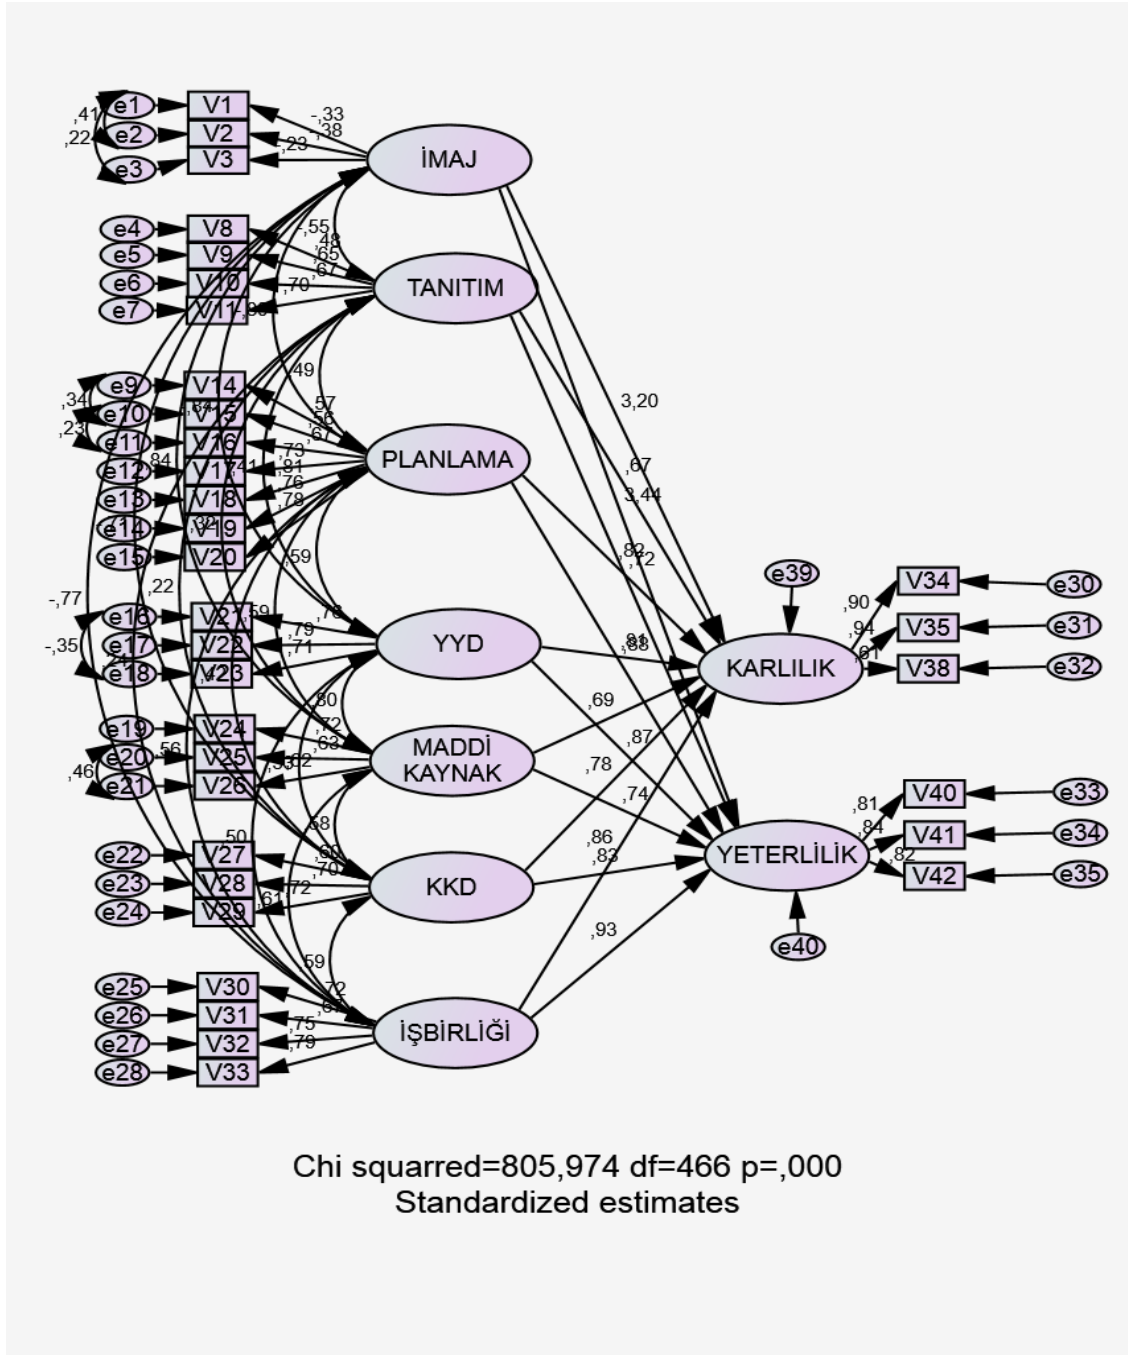 e1 V1
e2 V2
e3 V3
,41
,22
-,33
-,38
-,23
İMAJ
e4 V8
e5 V9
e6 V10
e7 V11
-,55
,48
,65
,67
,70
TANITIM
,49
e9 V14
e10 V15
e11 V16
e12 V17
e13 V18
e14 V19
e15 V20
,34
,23
,57
,56
,67
,73
,81
,76
,78
PLANLAMA
,84
,41
,32
,59
3,20
,67
3,44
,82
,72
e16 V21
e17 V22
e18 V23
-,77
-,35
,22
,59
,79
,71
YYD
,42
,80
e39
KARLILIK
,90
,94
,61
V34 e30
V35 e31
V38 e32
e19 V24
e20 V25
e21 V26
,46
,56
,72
,63
MADDİ
KAYNAK
,69
,87
,78
,74
,86
,83
,93
,50
,58
e22 V27
e23 V28
e24 V29
,70
,72
,61
KKD
YETERLİLİK
,81
,84
,82
V40 e33
V41 e34
V42 e35
e40
,59
e25 V30
e26 V31
e27 V32
e28 V33
,72
,75
,79
İŞBİRLİĞİ
Chi squarred=805,974 df=466 p=,000
Standardized estimates